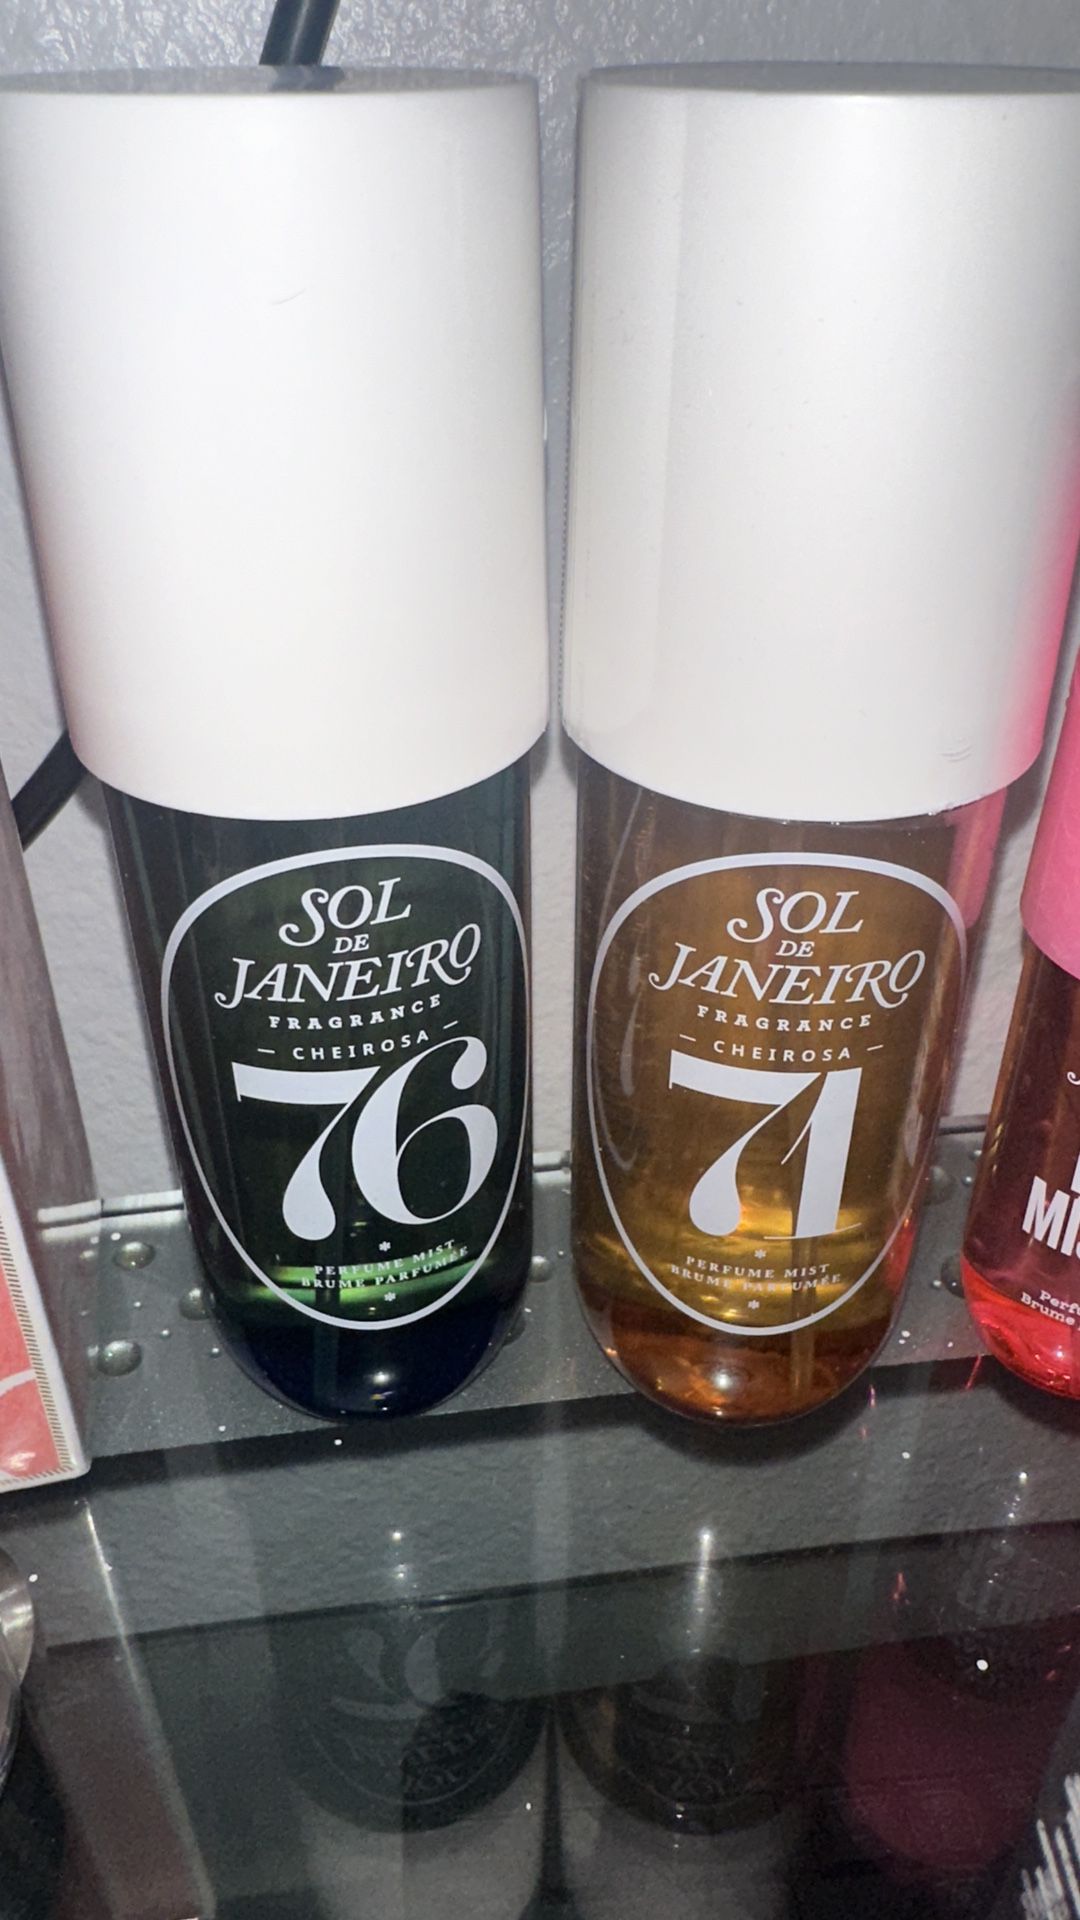 SOL
DE
JANEIRO
FRAGRANCE
— CHEIROSA —
76
*
PERFUME MIST
BRUME PARFUMÉE
*
SOL
DE
JANEIRO
FRAGRANCE
— CHEIROSA —
71
*
PERFUME MIST
BRUME PARFUMÉE
*
Brume